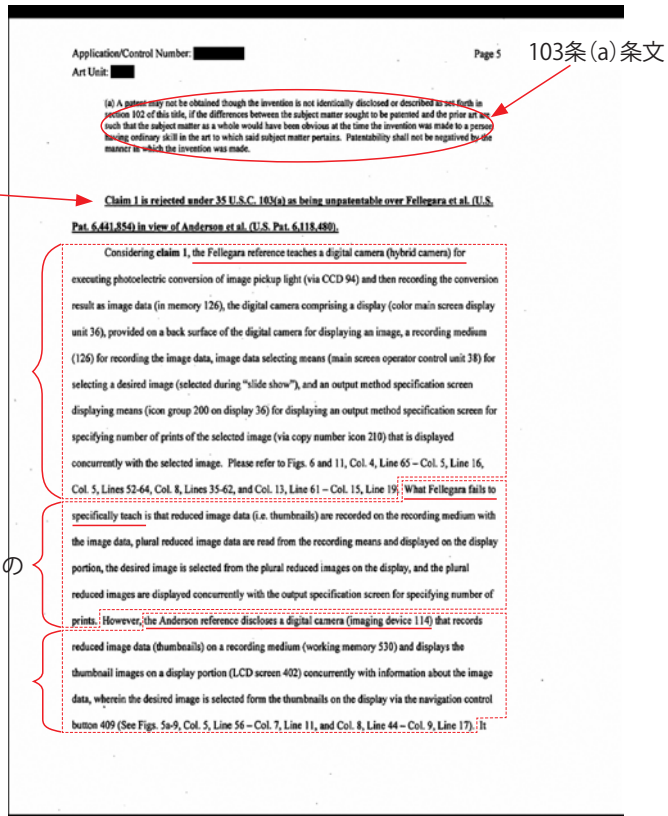 Application/Control Number:
Page 5
Art Unit:
103条(a)条文
(a) A patent may not be obtained though the invention is not identically disclosed or described as set forth in
section 102 of this title, if the differences between the subject matter sought to be patented and the prior art are
such that the subject matter as a whole would have been obvious at the time the invention was made to a person
having ordinary skill in the art to which said subject matter pertains. Patentability shall not be negatived by the
manner in which the invention was made.
Claim 1 is rejected under 35 U.S.C. 103(a) as being unpatentable over Fellegara et al. (U.S.
Pat. 6,441,854) in view of Anderson et al. (U.S. Pat. 6,118,480).
Considering claim 1, the Fellegara reference teaches a digital camera (hybrid camera) for
executing photoelectric conversion of image pickup light (via CCD 94) and then recording the conversion
result as image data (in memory 126), the digital camera comprising a display (color main screen display
unit 36), provided on a back surface of the digital camera for displaying an image, a recording medium
(126) for recording the image data, image data selecting means (main screen operator control unit 38) for
selecting a desired image (selected during "slide show"), and an output method specification screen
displaying means (icon group 200 on display 36) for displaying an output method specification screen for
specifying number of prints of the selected image (via copy number icon 210) that is displayed
concurrently with the selected image. Please refer to Figs. 6 and 11, Col. 4, Line 65 – Col. 5, Line 16,
Col. 5, Lines 52-64, Col. 8, Lines 35-62, and Col. 13, Line 61 – Col. 15, Line 19. What Fellegara fails to
specifically teach is that reduced image data (i.e. thumbnails) are recorded on the recording medium with
the image data, plural reduced image data are read from the recording means and displayed on the display
の
portion, the desired image is selected from the plural reduced images on the display, and the plural
reduced images are displayed concurrently with the output specification screen for specifying number of
prints. However, the Anderson reference discloses a digital camera (imaging device 114) that records
reduced image data (thumbnails) on a recording medium (working memory 530) and displays the
thumbnail images on a display portion (LCD screen 402) concurrently with information about the image
data, wherein the desired image is selected form the thumbnails on the display via the navigation control
button 409 (See Figs. 5a-9, Col. 5, Line 56 – Col. 7, Line 11, and Col. 8, Line 44 – Col. 9, Line 17). It